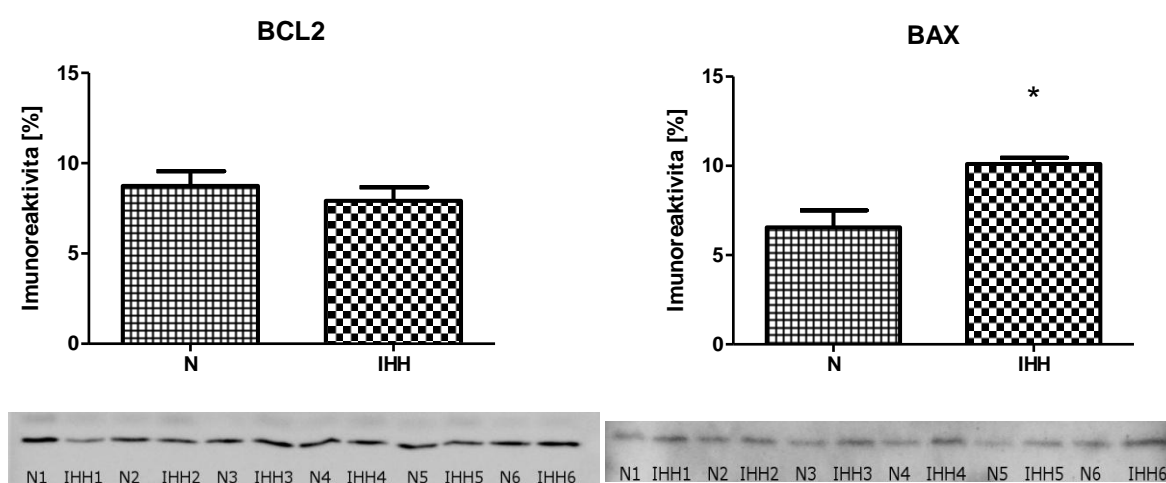 BCL2
Imunoreaktivita [%]
15
10
5
0
N IHH
BAX
Imunoreaktivita [%]
15
10
5
0
*
N IHH
N1 IHH1 N2 IHH2 N3 IHH3 N4 IHH4 N5 IHH5 N6 IHH6
N1 IHH1 N2 IHH2 N3 IHH3 N4 IHH4 N5 IHH5 N6 IHH6